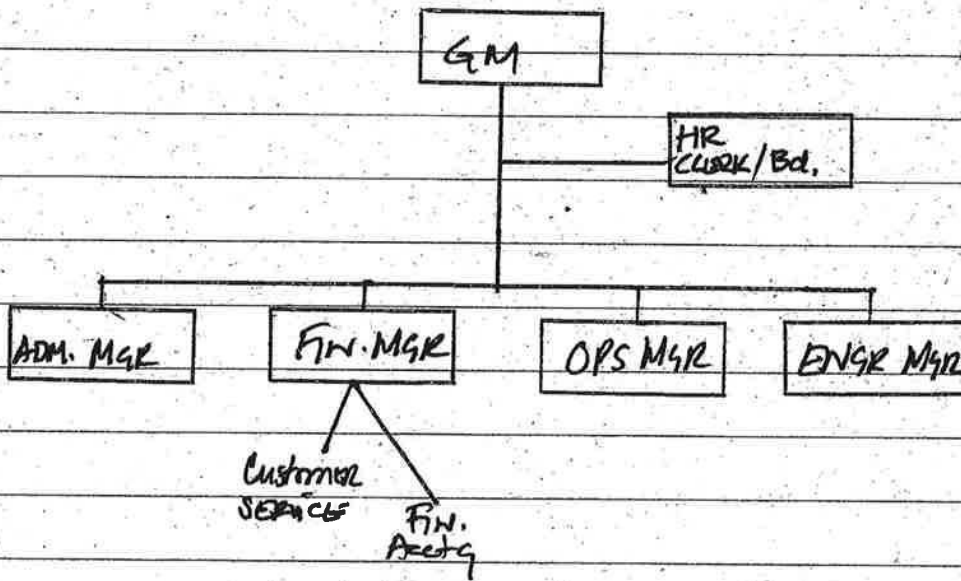 GM
HR
CLERK/Bd.
ADM. MGR
FIN. MGR
OPS MGR
ENGR MGR
Customer
SERVICE
FIN.
Acctg